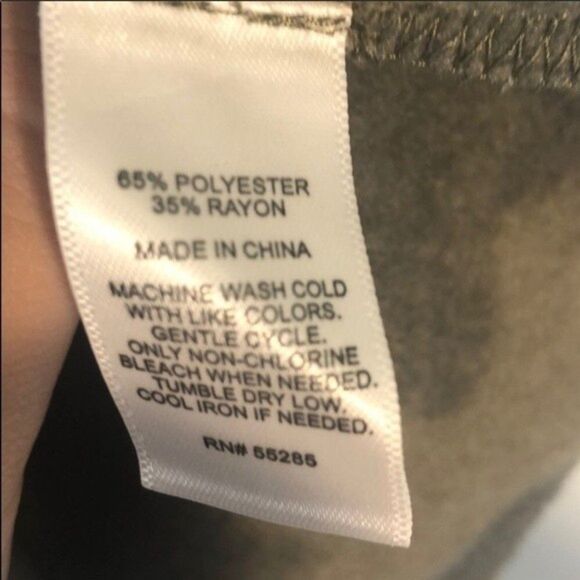 65% POLYESTER
35% RAYON
MADE IN CHINA
MACHINE WASH COLD
WITH LIKE COLORS.
GENTLE CYCLE.
ONLY NON-CHLORINE
BLEACH WHEN NEEDED.
TUMBLE DRY LOW.
COOL IRON IF NEEDED.
RN# 55285